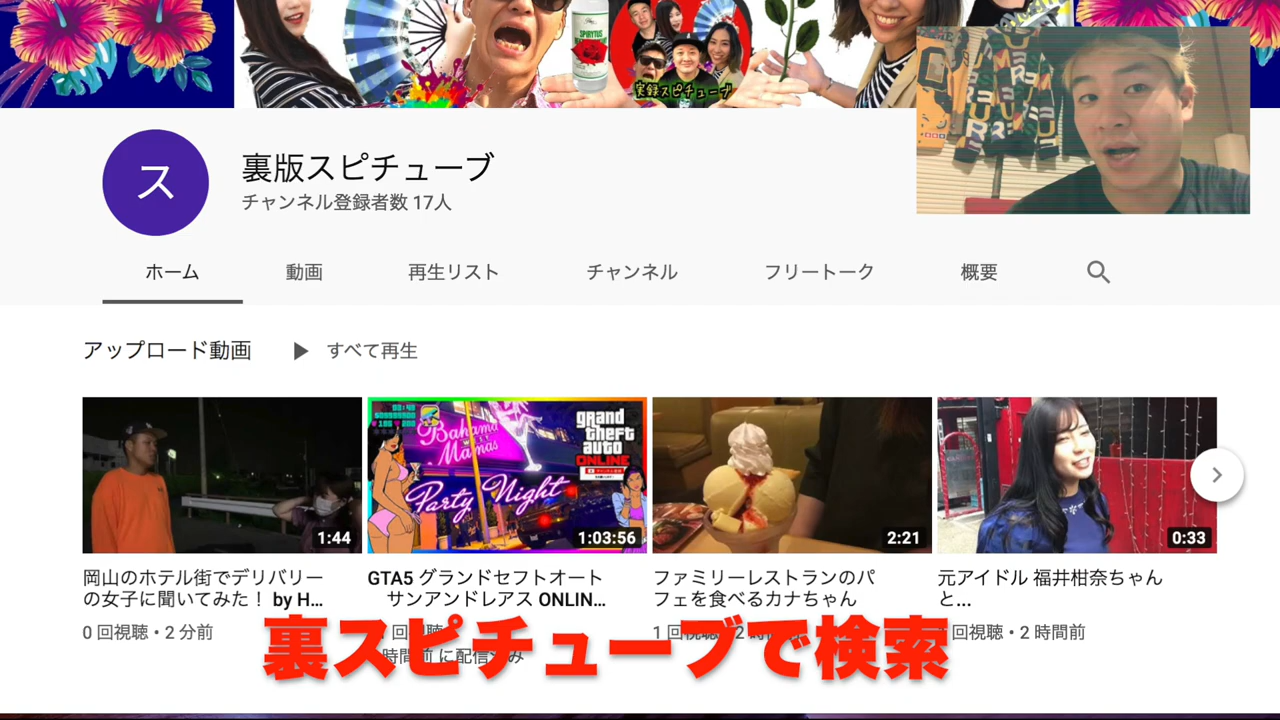 SPIRYTUS
実録スピチューブ
ス
裏版スピチューブ
チャンネル登録者数 17人
ホーム
動画
再生リスト
チャンネル
フリートーク
概要
アップロード動画
すべて再生
Bahama
Mamas
Party Night
grand
theft
auto
ONLINE
1:44
1:03:56
2:21
0:33
岡山のホテル街でデリバリー
の女子に聞いてみた！ by H...
0 回視聴・2 分前
GTA5 グランドセフトオート
サンアンドレアス ONLIN...
回視聴
時間前 に配信済み
ファミリーレストランのパ
フェを食べるカナちゃん
1 回視聴・2 時間前
元アイドル 福井柑奈ちゃん
と...
回視聴・2 時間前
裏スピチューブで検索